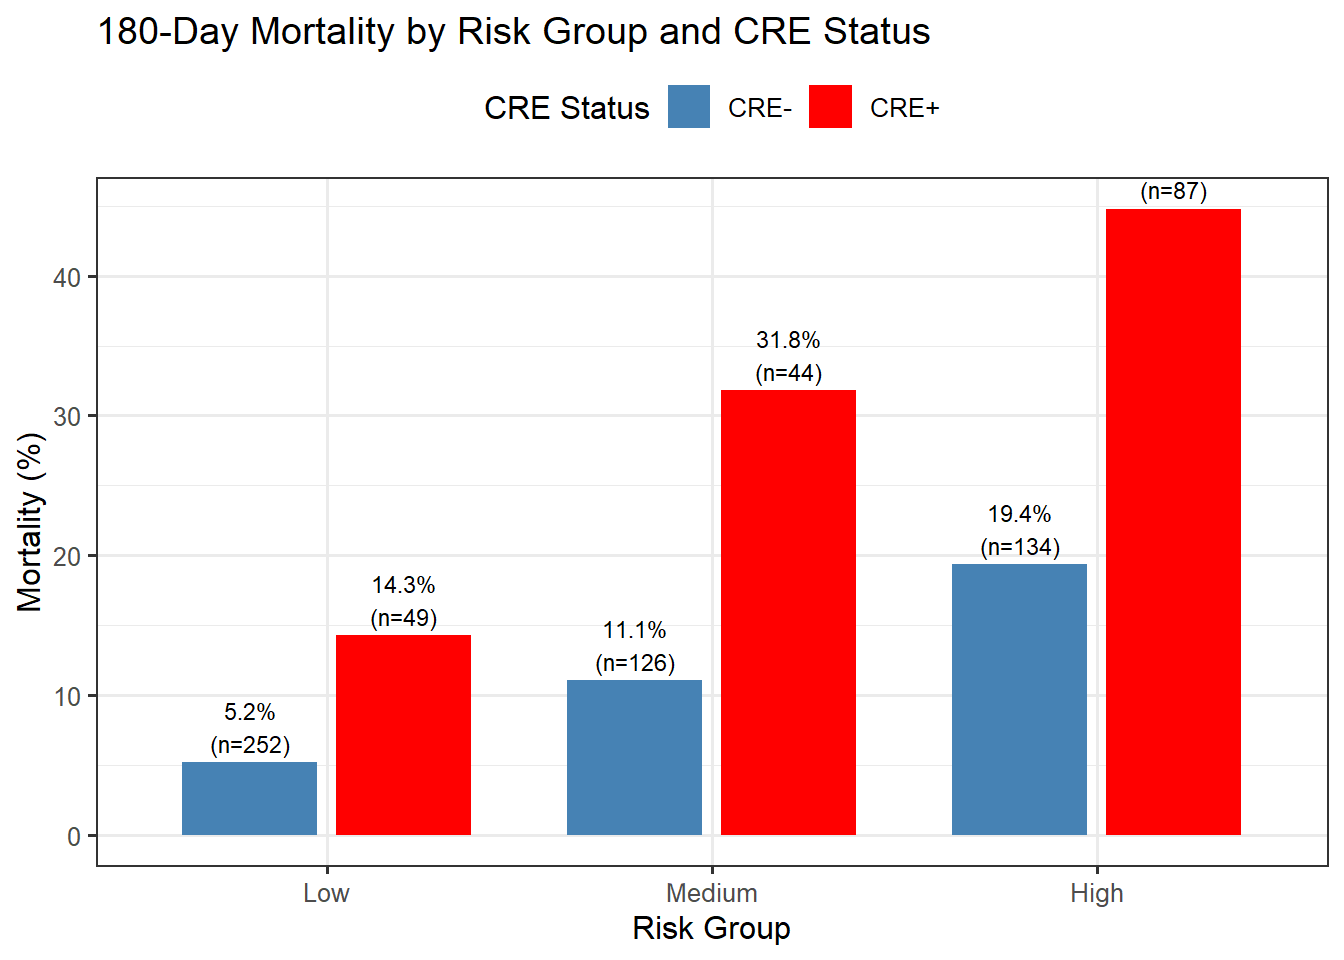 180-Day Mortality by Risk Group and CRE Status
CRE Status CRE- CRE+
Mortality (%)
40
30
20
10
0
5.2%
(n=252)
14.3%
(n=49)
11.1%
(n=126)
31.8%
(n=44)
19.4%
(n=134)
(n=87)
Low Medium High
Risk Group